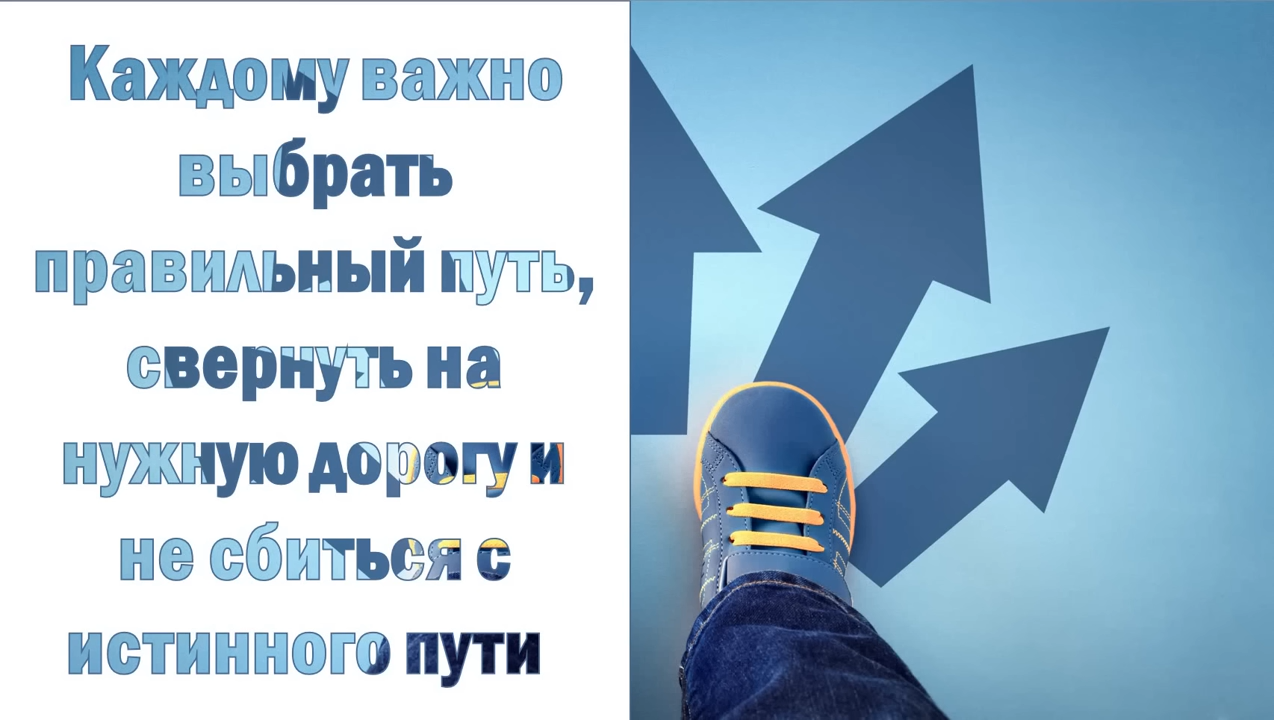 Каждому важно
выбрать
правильный путь,
свернуть на
нужную дорогу и
не сбиться с
истинного пути